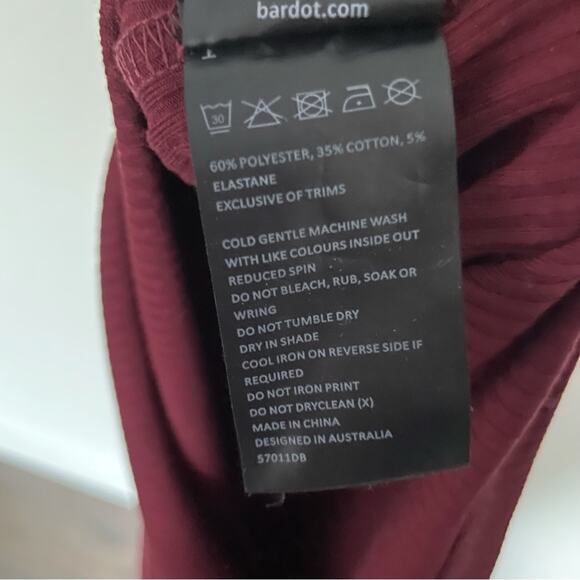 bardot.com
30
60% POLYESTER, 35% COTTON, 5%
ELASTANE
EXCLUSIVE OF TRIMS
COLD GENTLE MACHINE WASH
WITH LIKE COLOURS INSIDE OUT
REDUCED SPIN
DO NOT BLEACH, RUB, SOAK OR
WRING
DO NOT TUMBLE DRY
DRY IN SHADE
COOL IRON ON REVERSE SIDE IF
REQUIRED
DO NOT IRON PRINT
DO NOT DRYCLEAN (X)
MADE IN CHINA
DESIGNED IN AUSTRALIA
57011DB